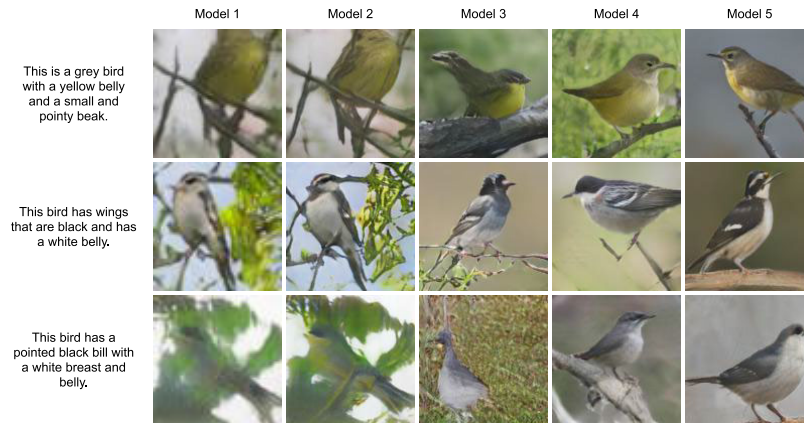 Model 1 Model 2 Model 3 Model 4 Model 5
This is a grey bird
with a yellow belly
and a small and
pointy beak.
This bird has wings
that are black and has
a white belly.
This bird has a
pointed black bill with
a white breast and
belly.